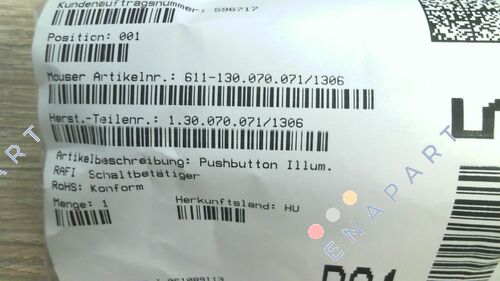 Kundenauftragsnummer: 596717
Position: 001
Mouser Artikelnr.: 611-130.070.071/1306
Herst.-Teilenr.: 1.30.070.071/1306
Artikelbeschreibung: Pushbutton Illum.
RAFI Schaltbetätiger
RoHS: Konform
Menge: 1
Herkunftsland: HU
ENAPART